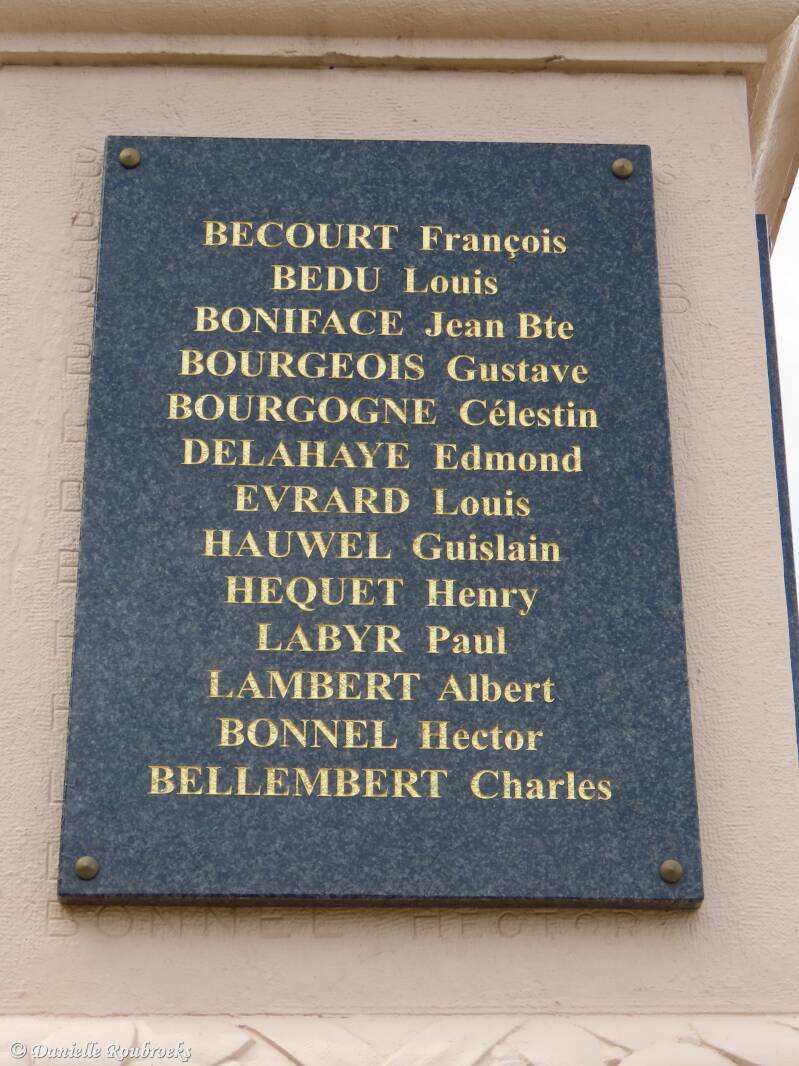 BECOURT François
BEDU Louis
BONIFACE Jean Bte
BOURGEOIS Gustave
BOURGOGNE Célestin
DELAHAYE Edmond
EVRARD Louis
HAUWEL Guislain
HEQUET Henry
LABYR Paul
LAMBERT Albert
BONNEL Hector
BELLEMBERT Charles
BONNEL HECTOR
© Danielle Roubroeks